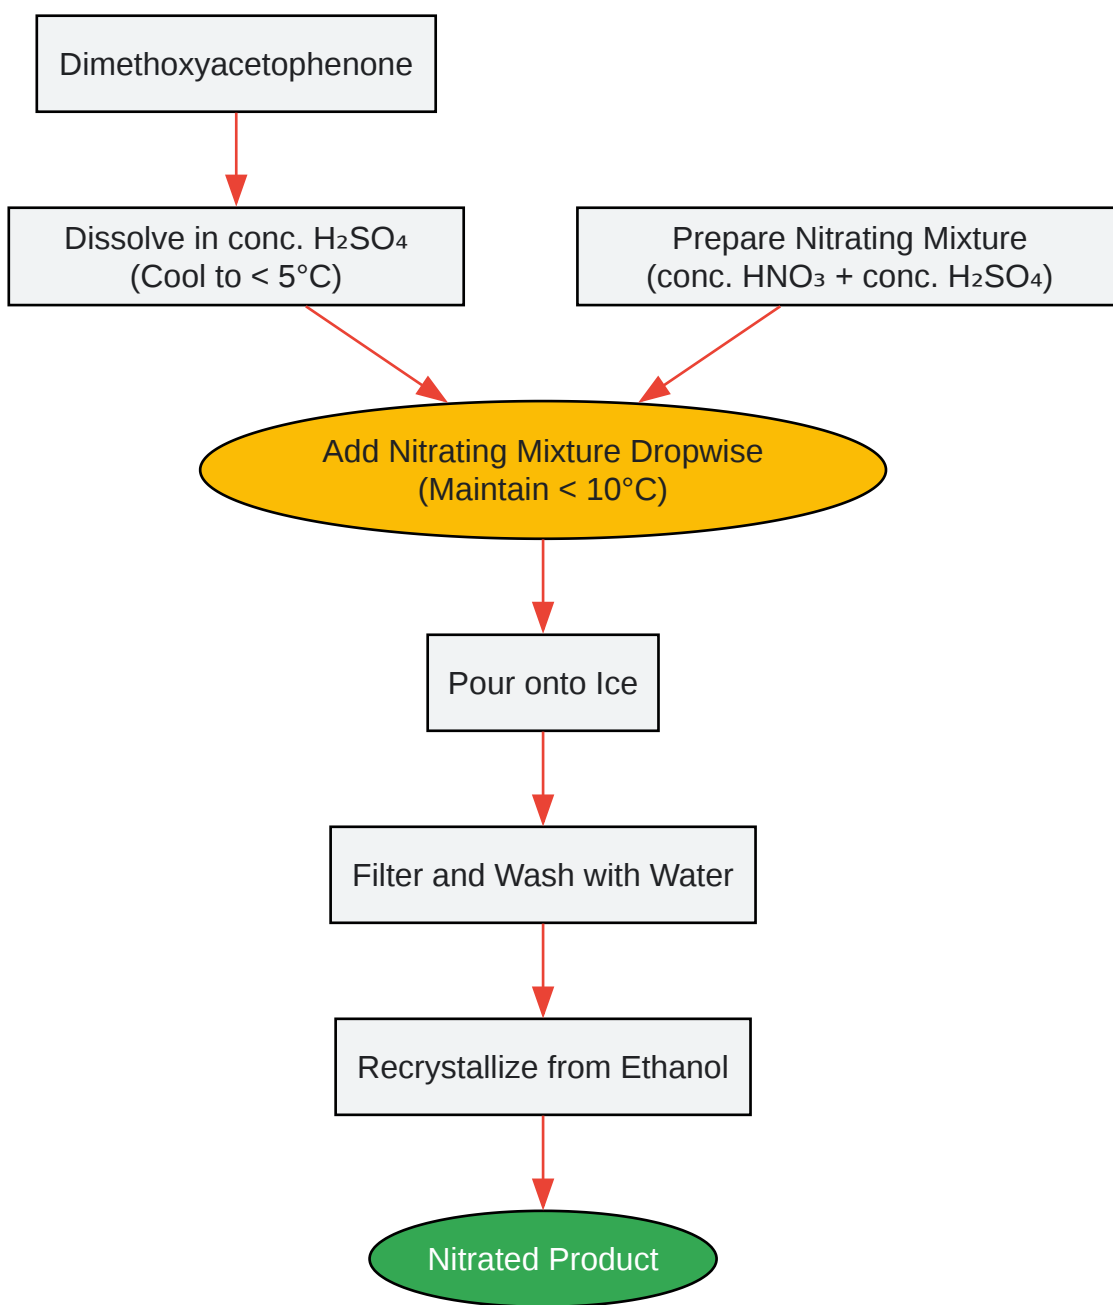 Dimethoxyacetophenone
Dissolve in conc. H₂SO₄
(Cool to < 5°C)
Prepare Nitrating Mixture
(conc. HNO₃ + conc. H₂SO₄)
Add Nitrating Mixture Dropwise
(Maintain < 10°C)
Pour onto Ice
Filter and Wash with Water
Recrystallize from Ethanol
Nitrated Product